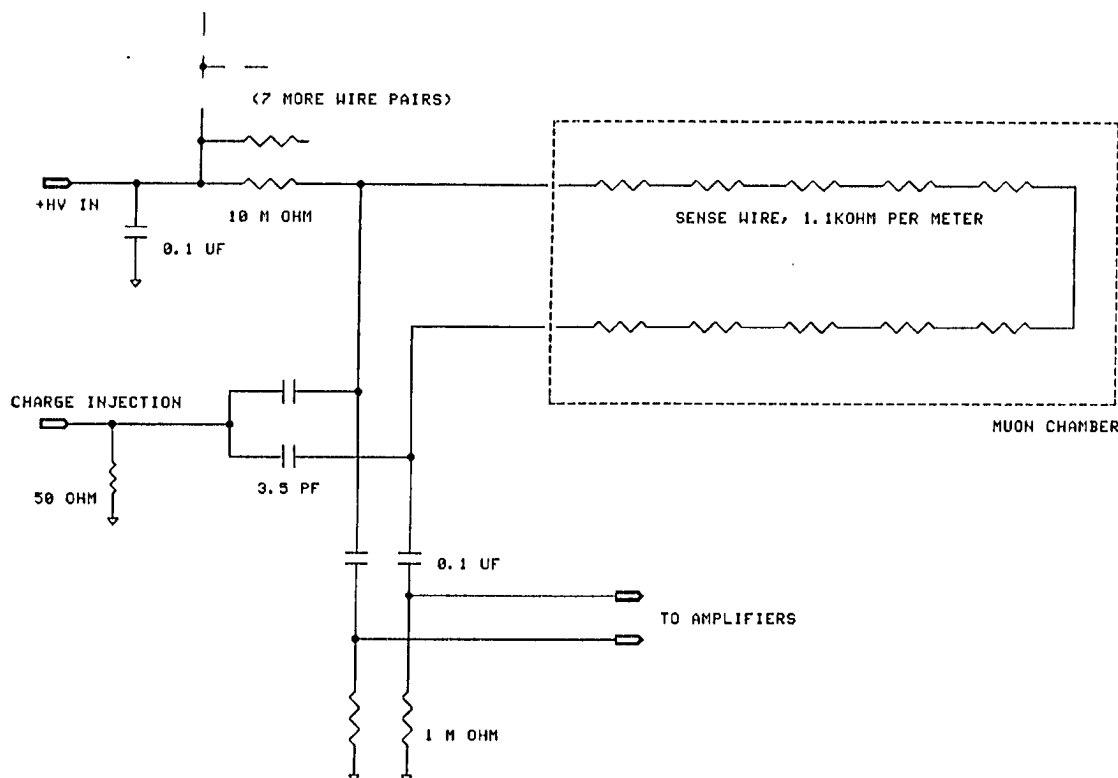 (7 MORE WIRE PAIRS)
+HV IN
10 M OHM
SENSE WIRE, 1.1KOHM PER METER
0.1 UF
CHARGE INJECTION
MUON CHAMBER
3.5 PF
50 OHM
0.1 UF
TO AMPLIFIERS
1 M OHM